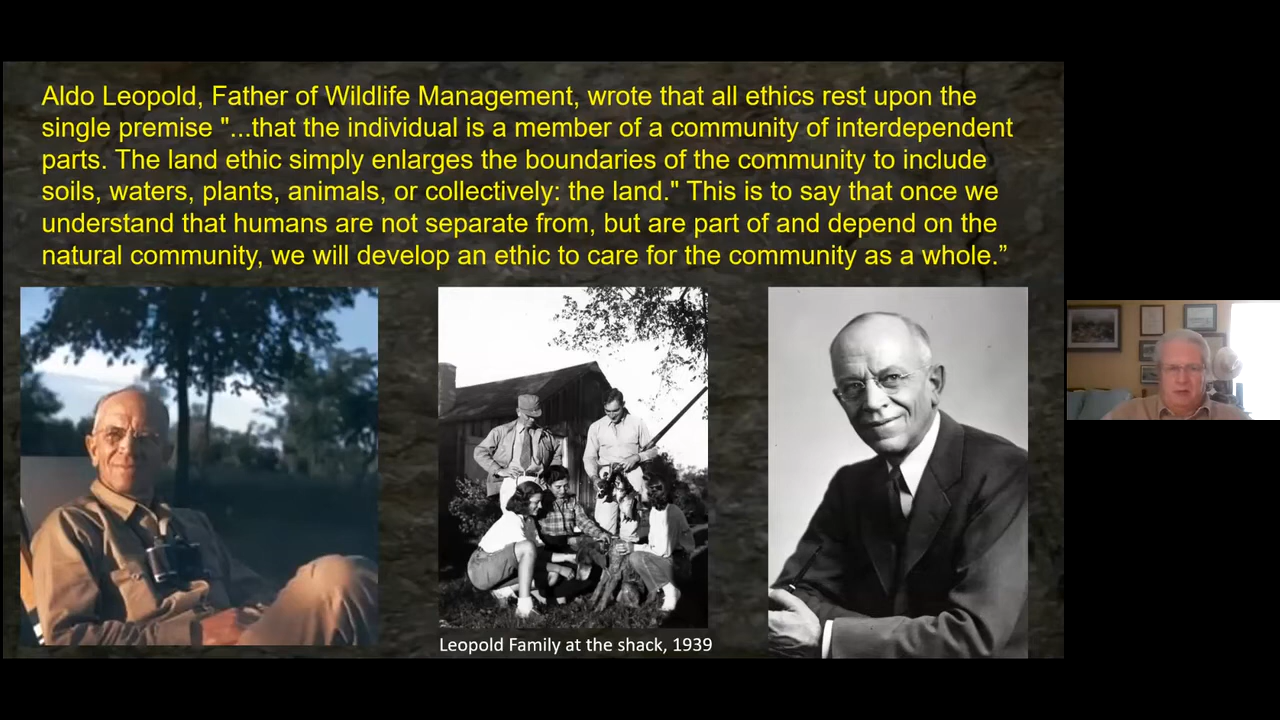 Aldo Leopold, Father of Wildlife Management, wrote that all ethics rest upon the
single premise "...that the individual is a member of a community of interdependent
parts. The land ethic simply enlarges the boundaries of the community to include
soils, waters, plants, animals, or collectively: the land." This is to say that once we
understand that humans are not separate from, but are part of and depend on the
natural community, we will develop an ethic to care for the community as a whole.”
Leopold Family at the shack, 1939